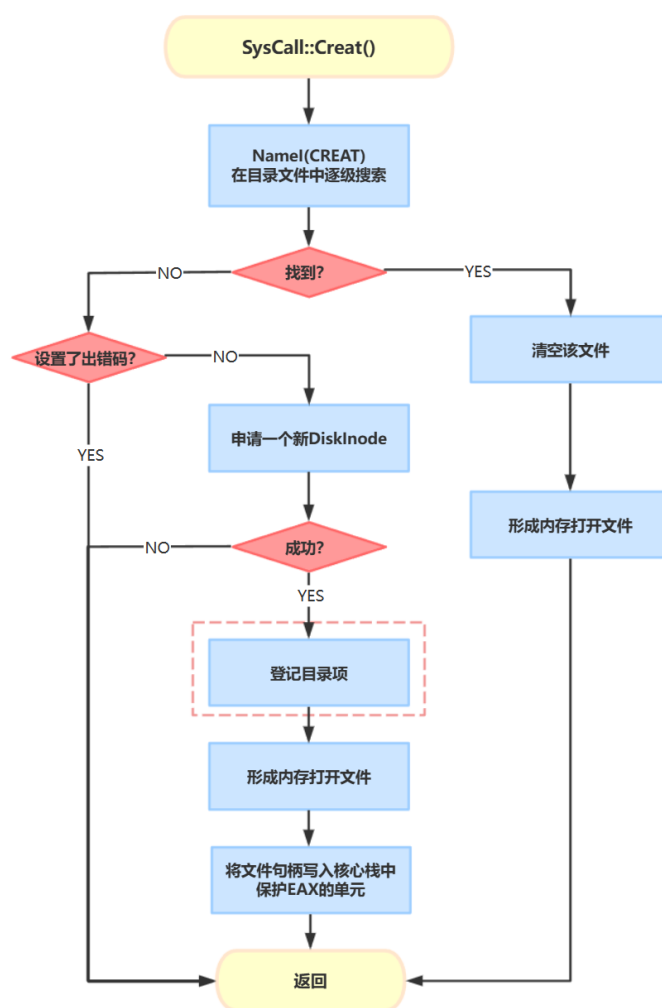 SysCall::Creat()
NameI(CREAT)
在目录文件中逐级搜索
找到?
NO
YES
设置了出错码?
NO
清空该文件
申请一个新DiskInode
YES
形成内存打开文件
NO
成功?
YES
登记目录项
形成内存打开文件
将文件句柄写入核心栈中
保护EAX的单元
返回